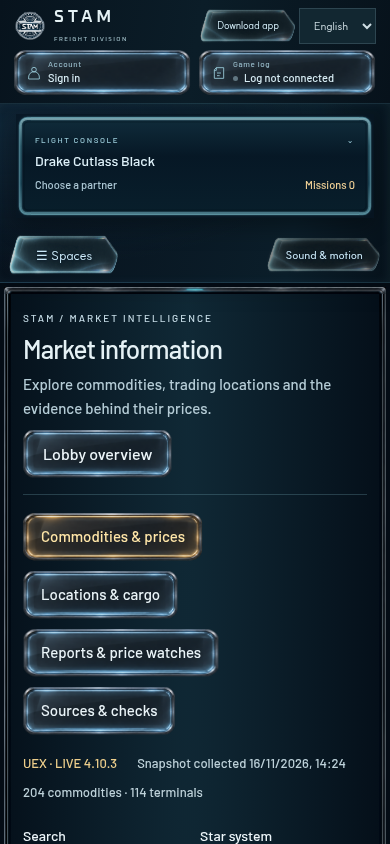 STAM
STAM
FREIGHT DIVISION
Download app
English
Account
Sign in
Game log
Log not connected
FLIGHT CONSOLE
Drake Cutlass Black
Choose a partner
Missions 0
☰ Spaces
Sound & motion
STAM / MARKET INTELLIGENCE
Market information
Explore commodities, trading locations and the
evidence behind their prices.
Lobby overview
Commodities & prices
Locations & cargo
Reports & price watches
Sources & checks
UEX · LIVE 4.10.3 Snapshot collected 16/11/2026, 14:24
204 commodities · 114 terminals
Search
Star system